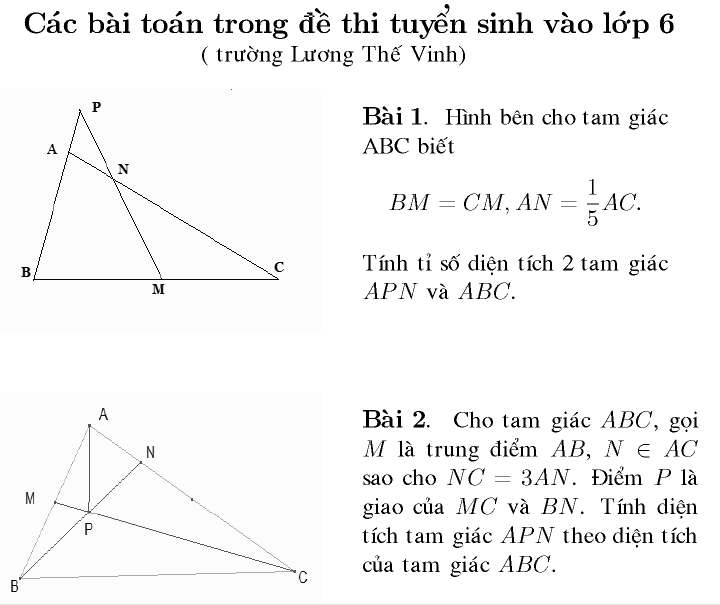 Các bài toán trong đề thi tuyển sinh vào lớp 6
( trường Lương Thế Vinh)
P
A
N
B
C
M
Bài 1. Hình bên cho tam giác
ABC biết
BM = CM, AN = \frac{1}{5}AC.
Tính tỉ số diện tích 2 tam giác
APN và ABC.
A
N
M
P
B
C
Bài 2. Cho tam giác ABC, gọi
M là trung điểm AB, N ∈ AC
sao cho NC = 3AN. Điểm P là
giao của MC và BN. Tính diện
tích tam giác APN theo diện tích
của tam giác ABC.